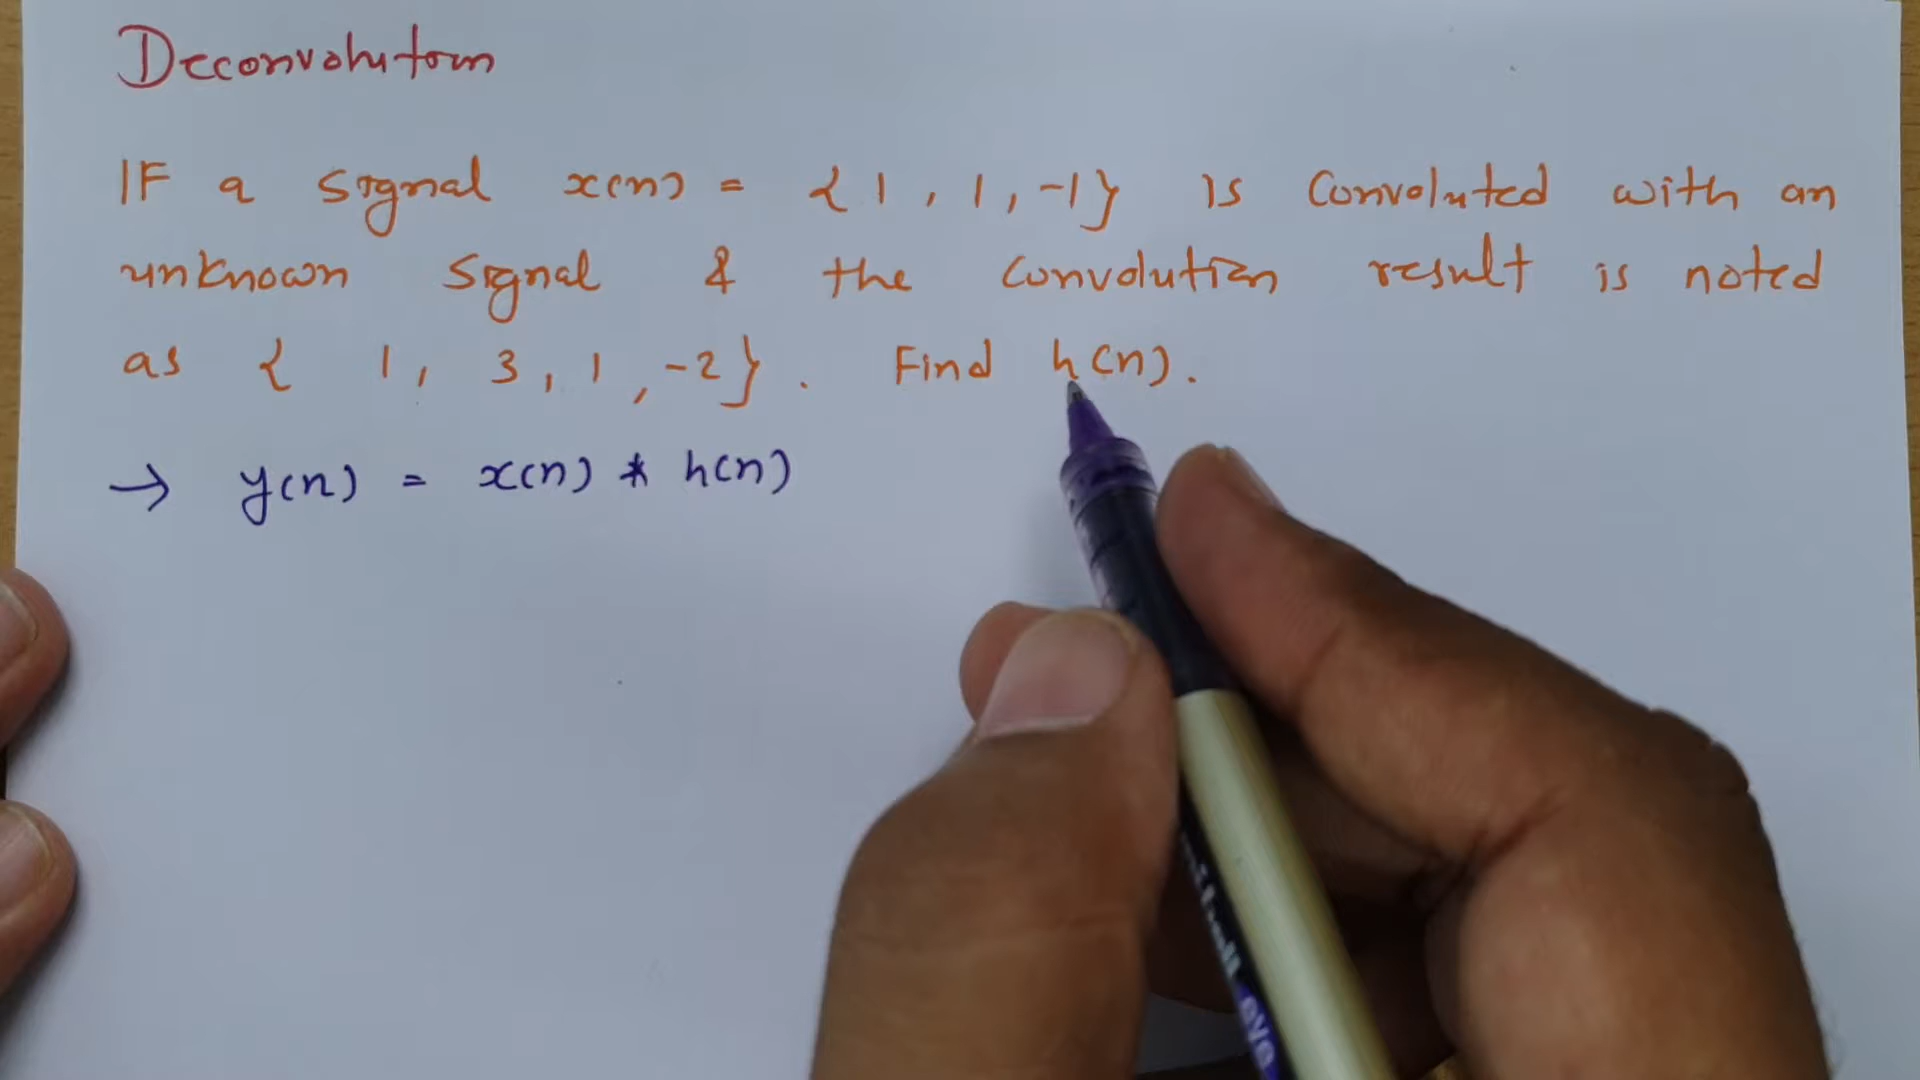 Deconvolution
IF a signal x(n) = {1, 1, -1} is convoluted with an
unknown signal & the convolution result is noted
as { 1, 3, 1, -2}. Find h(n).
→ y(n) = x(n) * h(n)
eye